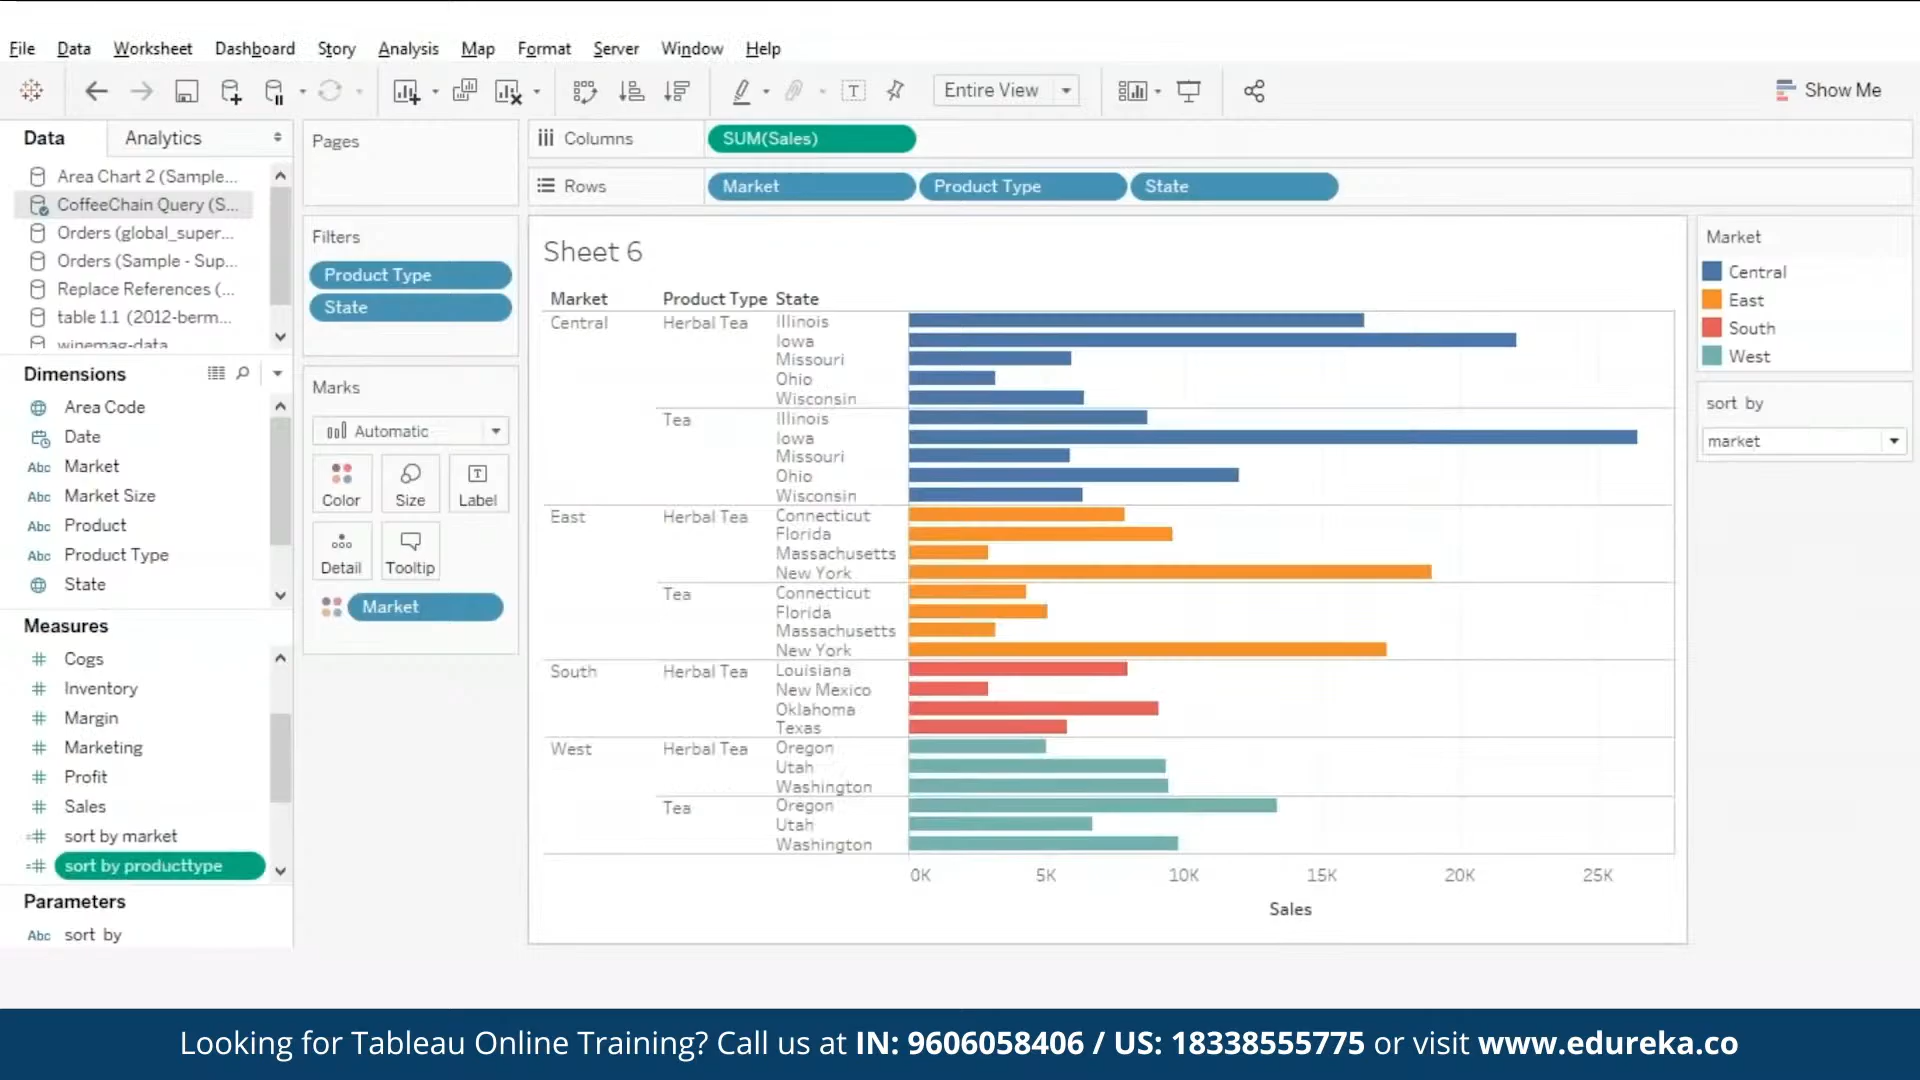 File Data Worksheet Dashboard Story Analysis Map Format Server Window Help
Entire View
Show Me
Data Analytics
Area Chart 2 (Sample...
CoffeeChain Query (S...
Orders (global_super...
Orders (Sample - Sup...
Replace References (...
table 1.1 (2012-berm...
winemag-data
Dimensions
Area Code
Date
Abc Market
Abc Market Size
Abc Product
Abc Product Type
State
Measures
Cogs
Inventory
Margin
Marketing
Profit
Sales
sort by market
sort by producttype
Parameters
Abc sort by
Pages
Filters
Product Type
State
Marks
Automatic
Color Size Label
Detail Tooltip
Market
Columns SUM(Sales)
Rows Market Product Type State
Sheet 6
Market Product Type State
Central Herbal Tea Illinois
Iowa
Missouri
Ohio
Wisconsin
Tea Illinois
Iowa
Missouri
Ohio
Wisconsin
East Herbal Tea Connecticut
Florida
Massachusetts
New York
Tea Connecticut
Florida
Massachusetts
New York
South Herbal Tea Louisiana
New Mexico
Oklahoma
Texas
West Herbal Tea Oregon
Utah
Washington
Tea Oregon
Utah
Washington
0K 5K 10K 15K 20K 25K
Sales
Market
Central
East
South
West
sort by
market
Looking for Tableau Online Training? Call us at IN: 9606058406 / US: 18338555775 or visit www.edureka.co